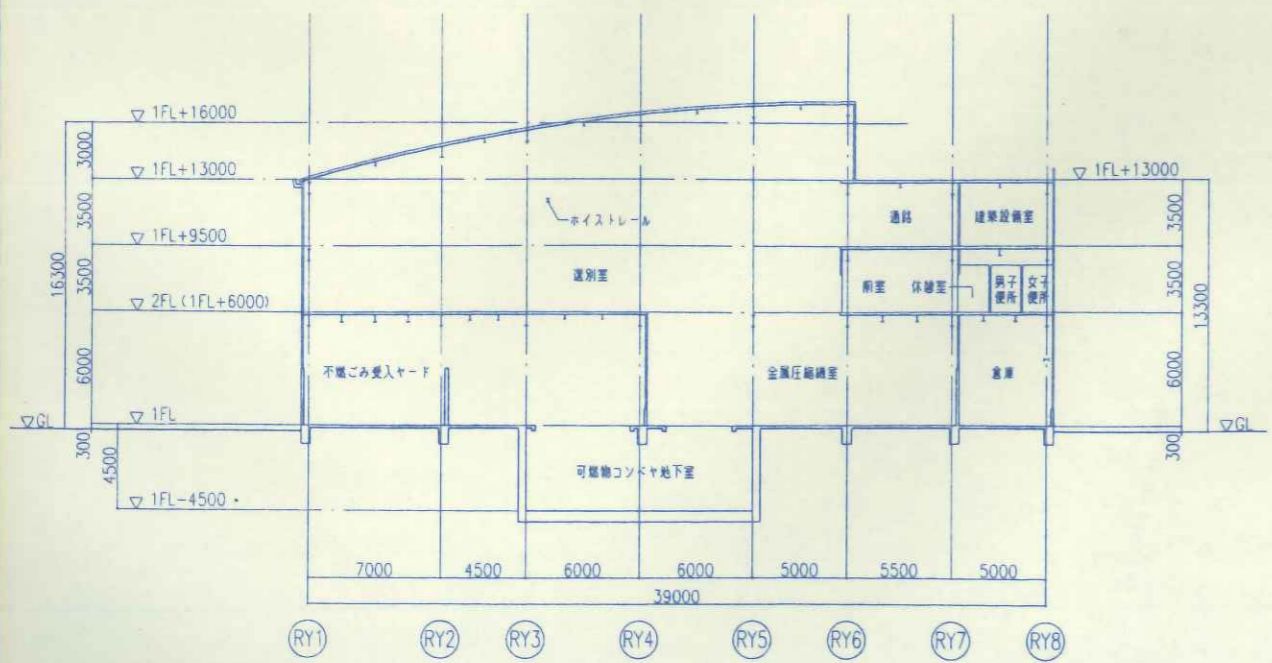 ▽ 1FL+16000
3000
▽ 1FL+13000
▽ 1FL+13000
3500
ホイストレール
通路
建築設備室
3500
▽ 1FL+9500
16300
3500
選別室
前室
休憩室
男子
便所
女子
便所
3500
13300
▽ 2FL(1FL+6000)
6000
不燃ごみ受入ヤード
金属圧縮機室
倉庫
6000
▽ 1FL
▽GL
▽GL
300
300
4500
可燃物コンベヤ地下室
▽ 1FL-4500
7000
4500
6000
6000
5000
5500
5000
39000
RY1
RY2
RY3
RY4
RY5
RY6
RY7
RY8